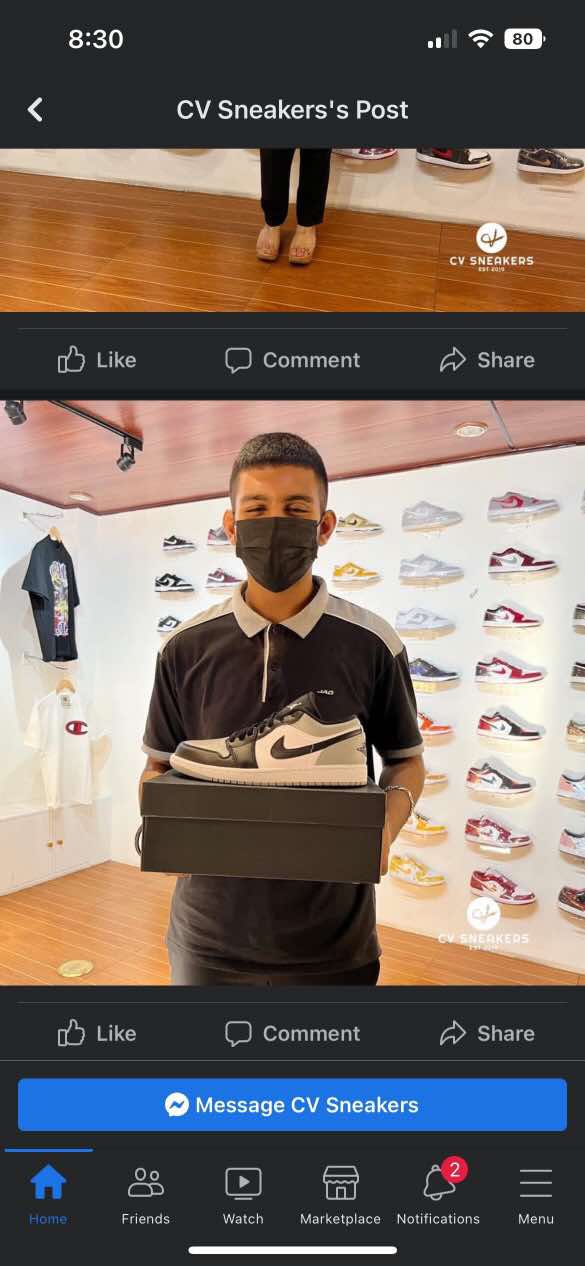 8:30
80
CV Sneakers's Post
CV SNEAKERS
EST 2019
Like Comment Share
CV SNEAKERS
EST 2019
Like Comment Share
Message CV Sneakers
2
Home Friends Watch Marketplace Notifications Menu